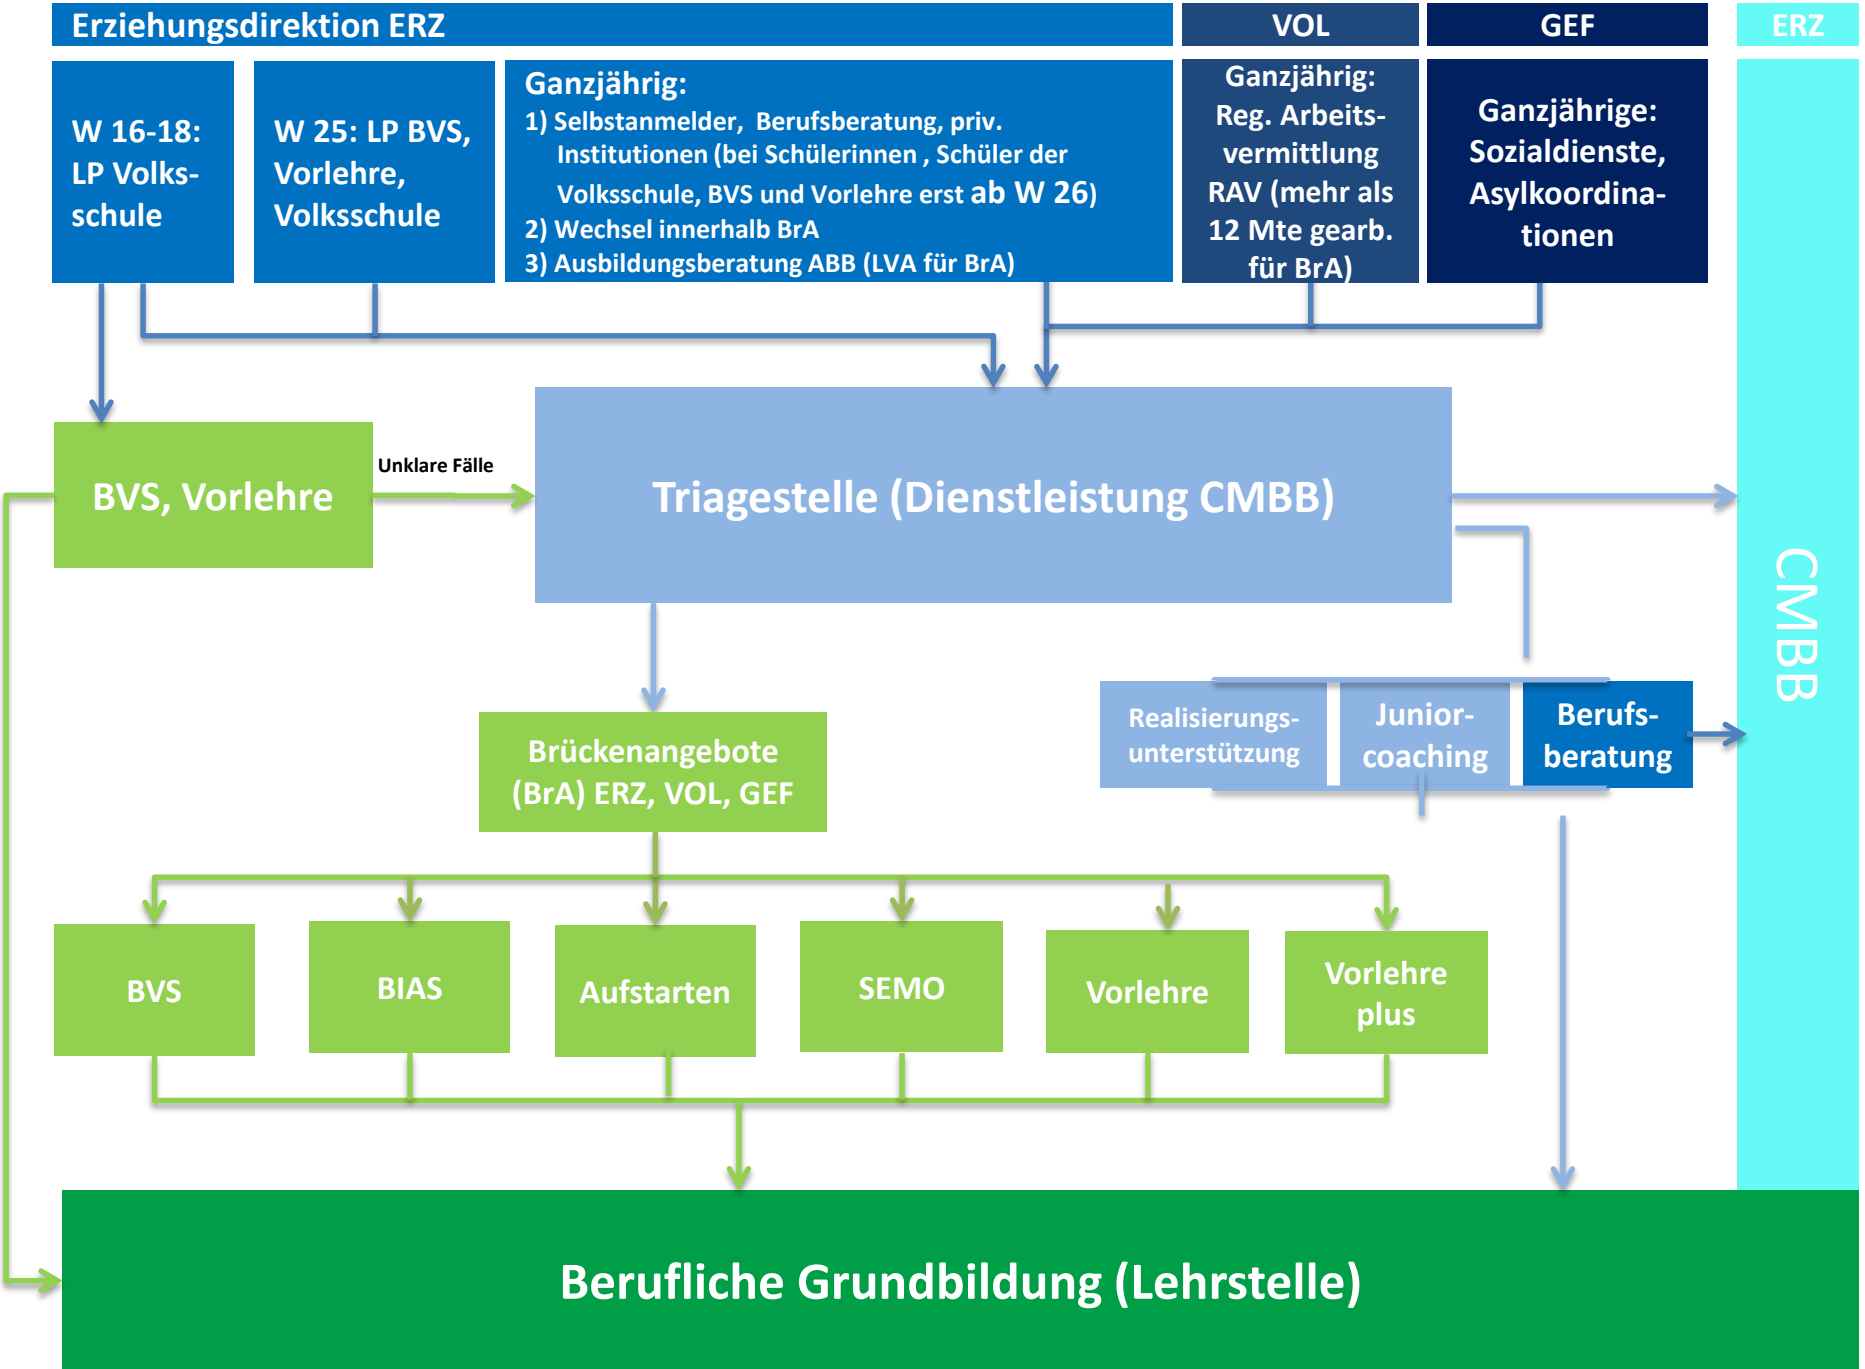 Erziehungsdirektion ERZ
VOL
GEF
ERZ
W 16-18:
LP Volks-
schule
W 25: LP BVS,
Vorlehre,
Volksschule
Ganzjährig:
1) Selbstanmelder, Berufsberatung, priv.
Institutionen (bei Schülerinnen , Schüler der
Volksschule, BVS und Vorlehre erst ab W 26)
2) Wechsel innerhalb BrA
3) Ausbildungsberatung ABB (LVA für BrA)
Ganzjährig:
Reg. Arbeits-
vermittlung
RAV (mehr als
12 Mte gearb.
für BrA)
Ganzjährige:
Sozialdienste,
Asylkoordina-
tionen
BVS, Vorlehre
Unklare Fälle
Triagestelle (Dienstleistung CMBB)
CMBB
Realisierungs-
unterstützung
Junior-
coaching
Berufs-
beratung
Brückenangebote
(BrA) ERZ, VOL, GEF
BVS
BIAS
Aufstarten
SEMO
Vorlehre
Vorlehre
plus
Berufliche Grundbildung (Lehrstelle)